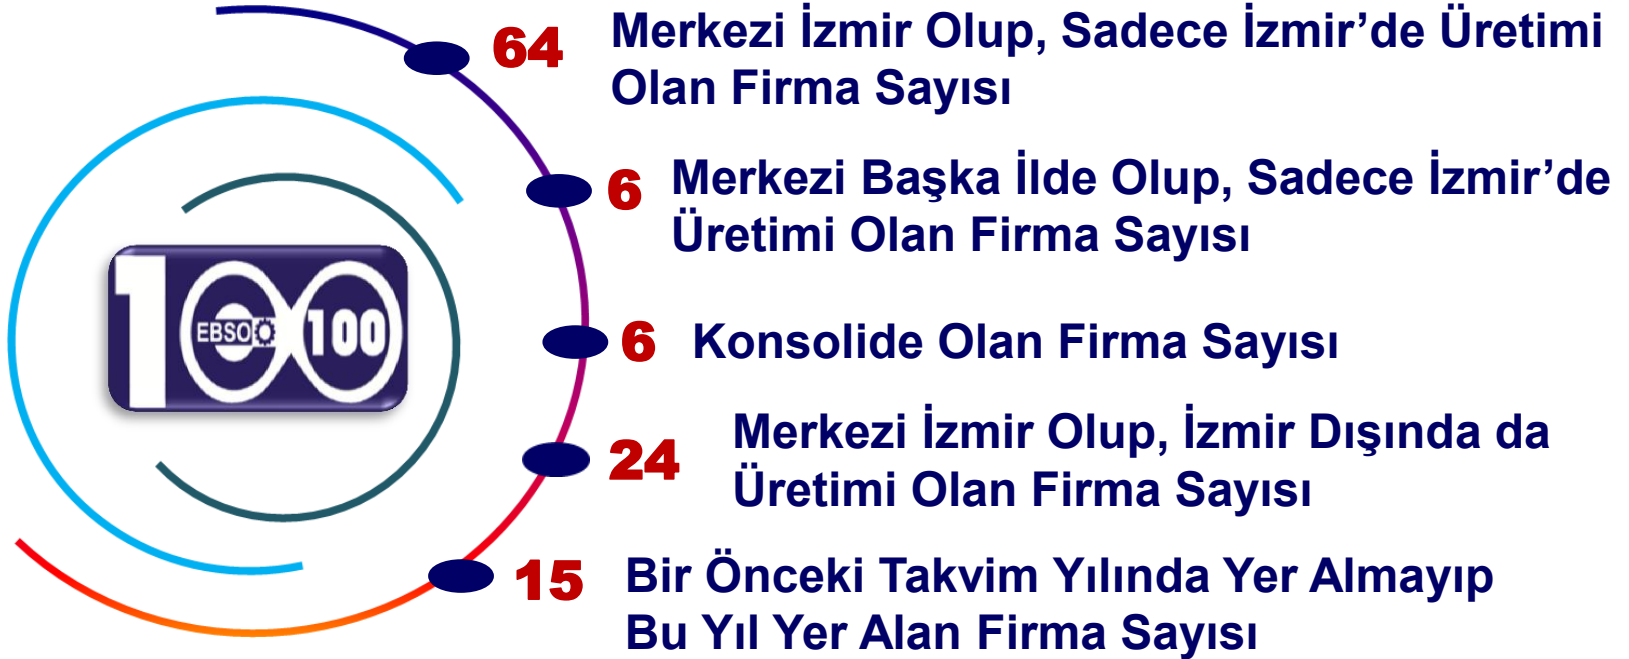 64 Merkezi İzmir Olup, Sadece İzmir’de Üretimi
Olan Firma Sayısı
6 Merkezi Başka İlde Olup, Sadece İzmir’de
Üretimi Olan Firma Sayısı
100 EBSO 100
6 Konsolide Olan Firma Sayısı
24 Merkezi İzmir Olup, İzmir Dışında da
Üretimi Olan Firma Sayısı
15 Bir Önceki Takvim Yılında Yer Almayıp
Bu Yıl Yer Alan Firma Sayısı